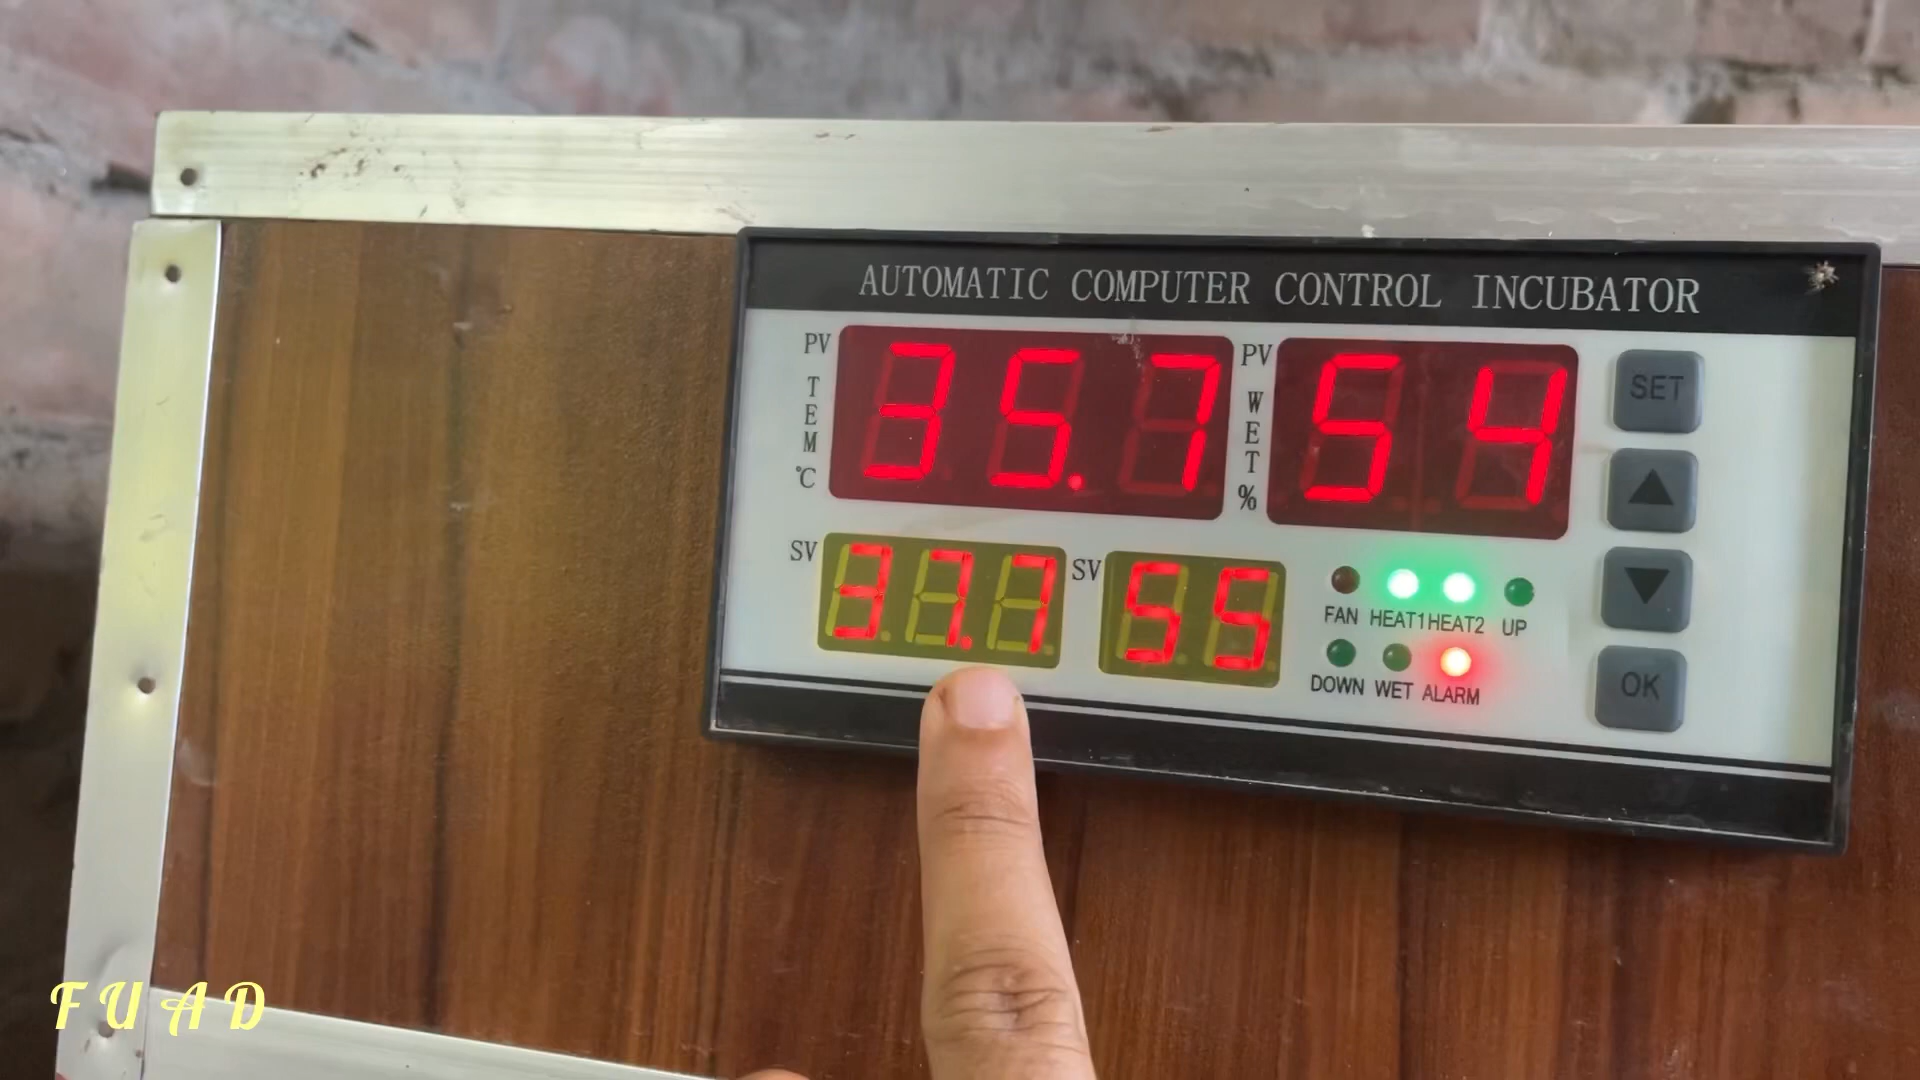 AUTOMATIC COMPUTER CONTROL INCUBATOR
PV TEM °C 35.7 PV WET % 54 SET
▲
SV 37.7 SV 55 ▼
FAN HEAT1 HEAT2 UP
DOWN WET ALARM OK
FUAD